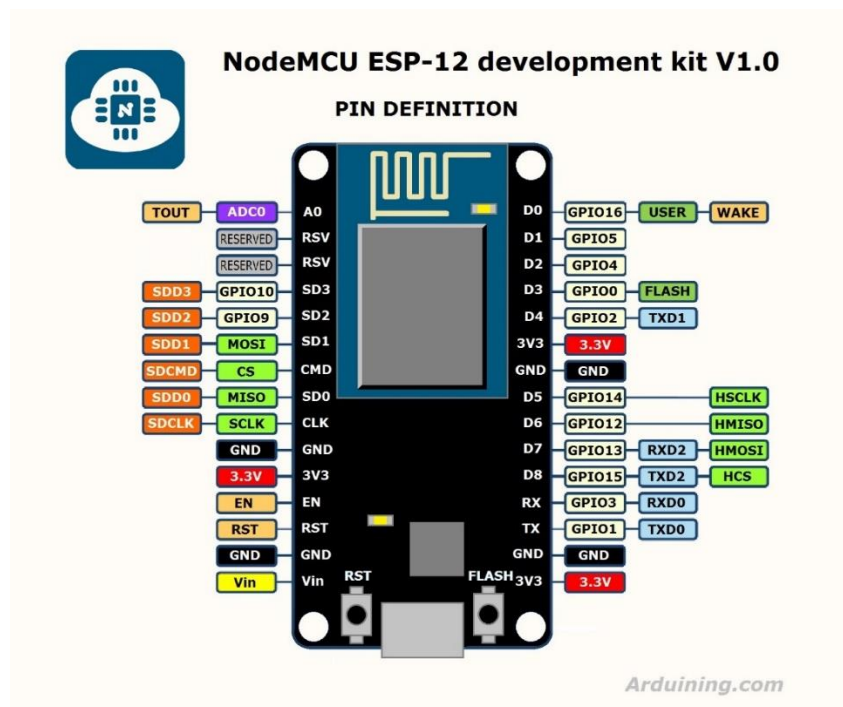 NodeMCU ESP-12 development kit V1.0
PIN DEFINITION
TOUT ADC0 A0 D0 GPIO16 USER WAKE
RESERVED RSV D1 GPIO5
RESERVED RSV D2 GPIO4
SDD3 GPIO10 SD3 D3 GPIO0 FLASH
SDD2 GPIO9 SD2 D4 GPIO2 TXD1
SDD1 MOSI SD1 3V3 3.3V
SDCMD CS CMD GND GND
SDD0 MISO SD0 D5 GPIO14 HSCLK
SDCLK SCLK CLK D6 GPIO12 HMISO
GND GND D7 GPIO13 RXD2 HMOSI
3.3V 3V3 D8 GPIO15 TXD2 HCS
EN EN RX GPIO3 RXD0
RST RST TX GPIO1 TXD0
GND GND GND GND
Vin Vin RST FLASH 3V3 3.3V
Arduining.com